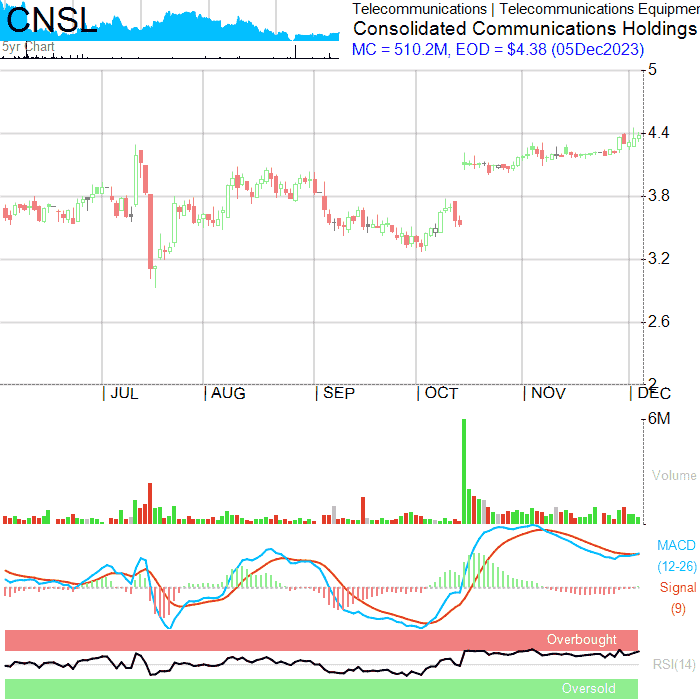 CNSL
5yr Chart
Telecommunications | Telecommunications Equipmen
Consolidated Communications Holdings
MC = 510.2M, EOD = $4.38 (05Dec2023)
5
4.4
3.8
3.2
2.6
2
| JUL | AUG | SEP | OCT | NOV | DEC
6M
Volume
MACD
(12-26)
Signal
(9)
Overbought
RSI(14)
Oversold